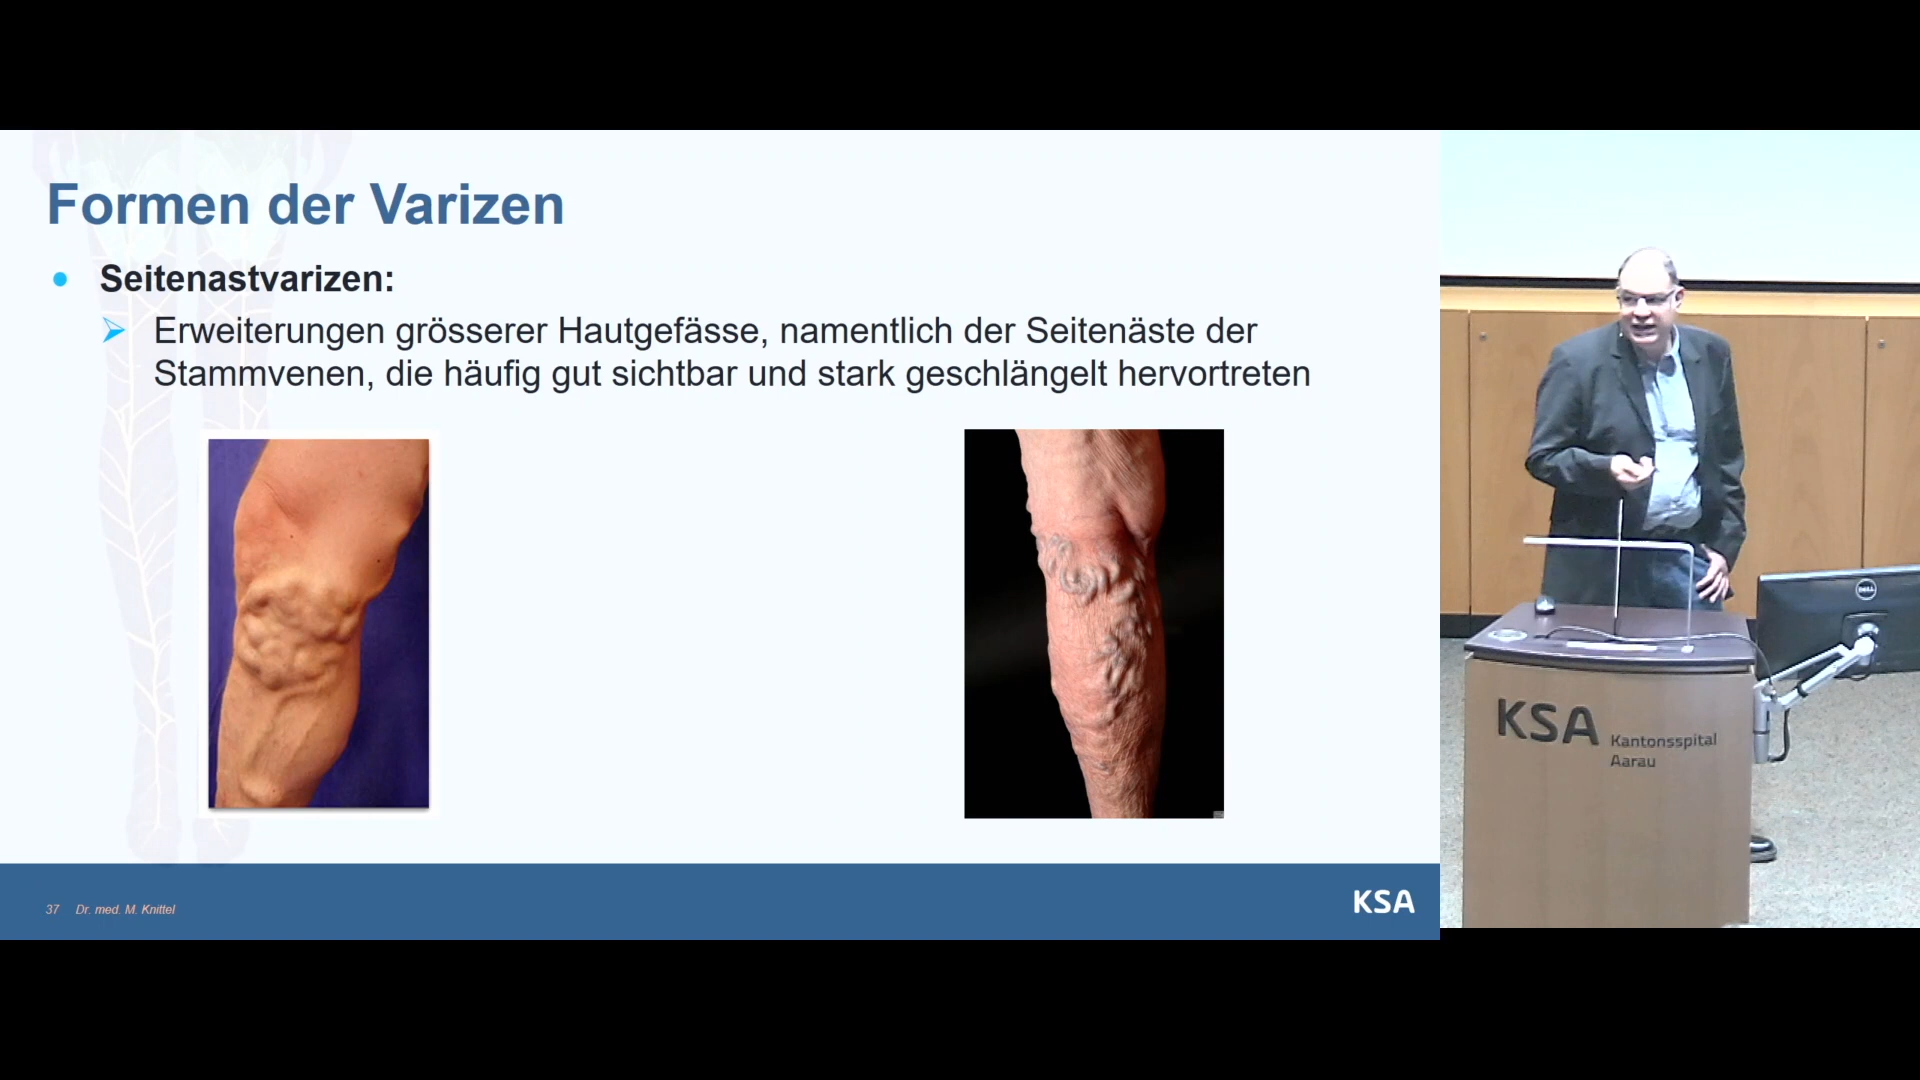 Formen der Varizen
Seitenastvarizen:
Erweiterungen grösserer Hautgefässe, namentlich der Seitenäste der
Stammvenen, die häufig gut sichtbar und stark geschlängelt hervortreten
37 Dr. med. M. Knittel
KSA
DELL
KSA Kantonsspital
Aarau